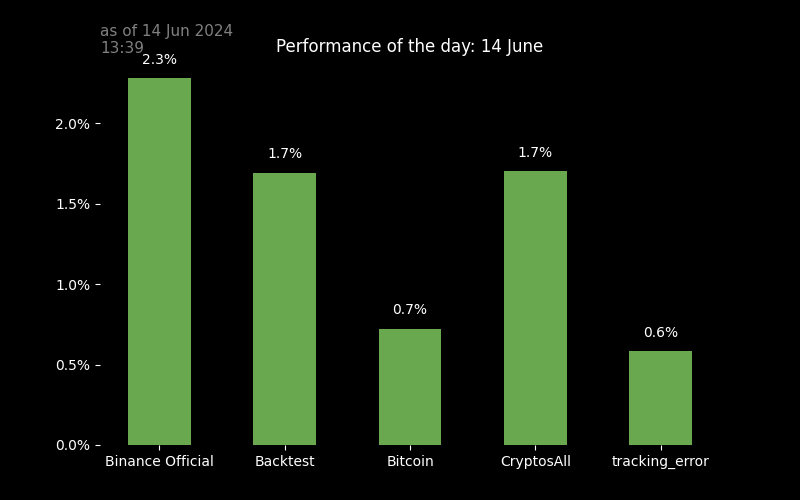 as of 14 Jun 2024
13:39
Performance of the day: 14 June
2.3%
1.7%
0.7%
1.7%
0.6%
2.0%
1.5%
1.0%
0.5%
0.0%
Binance Official
Backtest
Bitcoin
CryptosAll
tracking_error